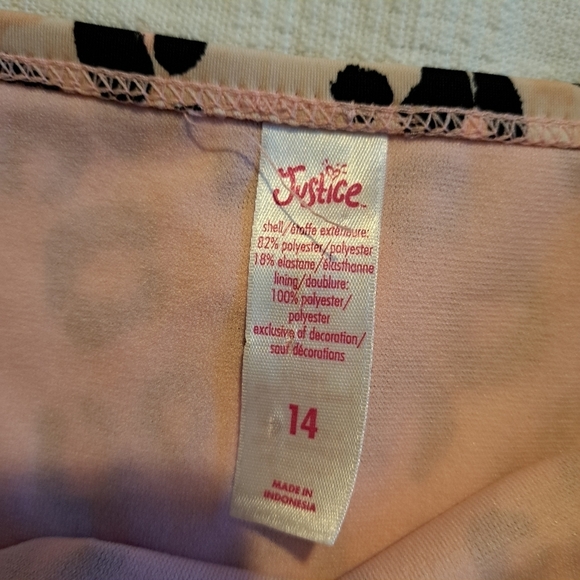 Justice
shell/étoffe extérieure:
82% polyester/polyester
18% elastane/élasthanne
lining/doublure:
100% polyester/
polyester
exclusive of decoration/
sauf décorations
14
MADE IN
INDONESIA